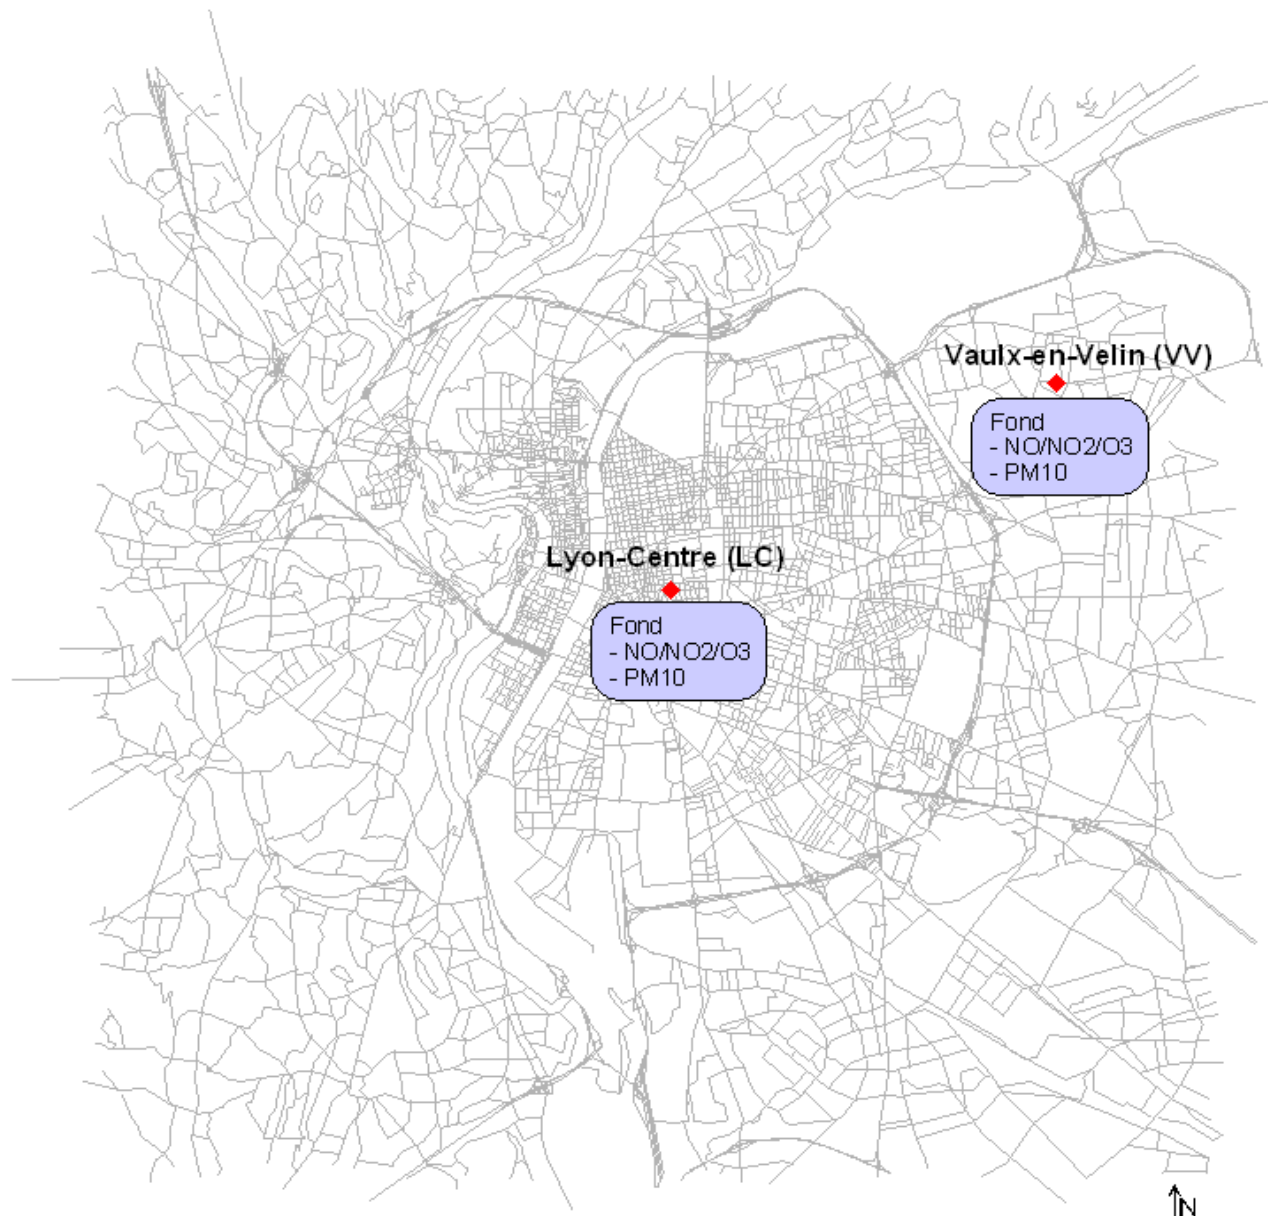 Vaulx-en-Velin (VV)
Fond
- NO/NO2/O3
- PM10
Lyon-Centre (LC)
Fond
- NO/NO2/O3
- PM10
N